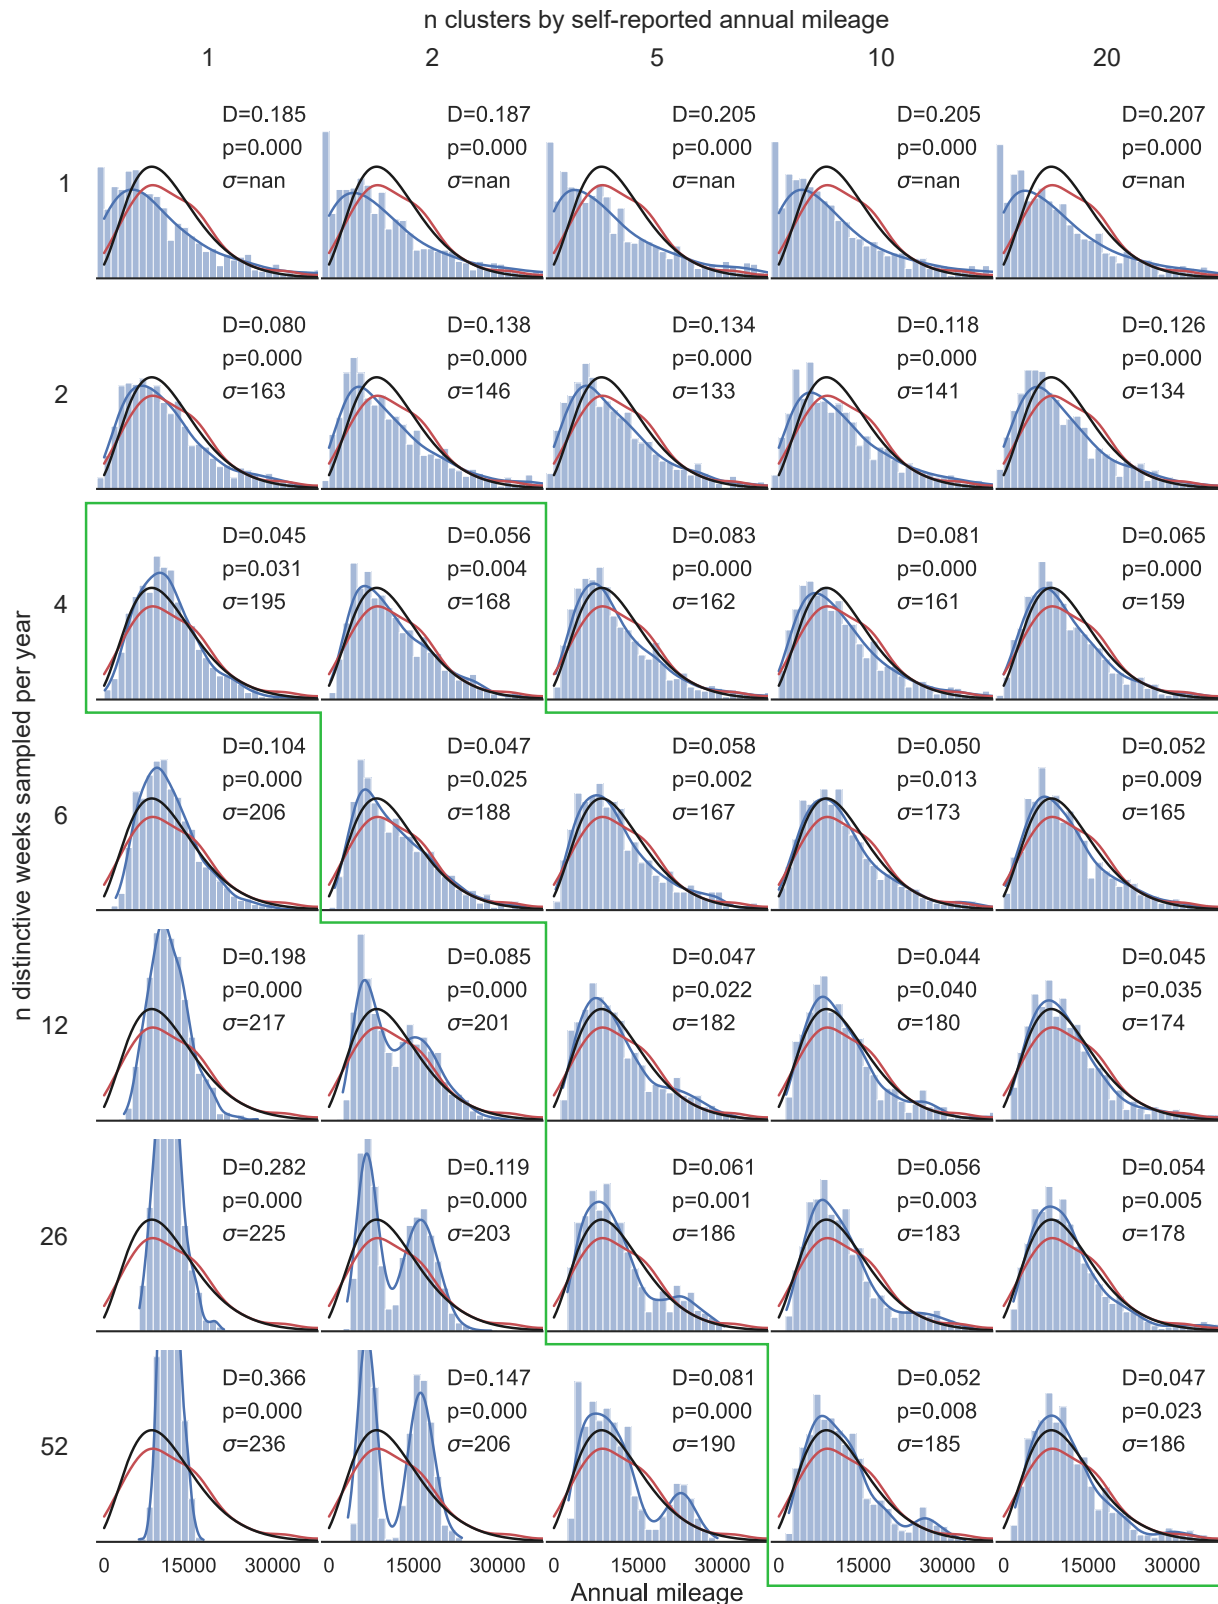 n clusters by self-reported annual mileage
1 2 5 10 20
n distinctive weeks sampled per year
1
D=0.185
p=0.000
σ=nan
D=0.187
p=0.000
σ=nan
D=0.205
p=0.000
σ=nan
D=0.205
p=0.000
σ=nan
D=0.207
p=0.000
σ=nan
2
D=0.080
p=0.000
σ=163
D=0.138
p=0.000
σ=146
D=0.134
p=0.000
σ=133
D=0.118
p=0.000
σ=141
D=0.126
p=0.000
σ=134
4
D=0.045
p=0.031
σ=195
D=0.056
p=0.004
σ=168
D=0.083
p=0.000
σ=162
D=0.081
p=0.000
σ=161
D=0.065
p=0.000
σ=159
6
D=0.104
p=0.000
σ=206
D=0.047
p=0.025
σ=188
D=0.058
p=0.002
σ=167
D=0.050
p=0.013
σ=173
D=0.052
p=0.009
σ=165
12
D=0.198
p=0.000
σ=217
D=0.085
p=0.000
σ=201
D=0.047
p=0.022
σ=182
D=0.044
p=0.040
σ=180
D=0.045
p=0.035
σ=174
26
D=0.282
p=0.000
σ=225
D=0.119
p=0.000
σ=203
D=0.061
p=0.001
σ=186
D=0.056
p=0.003
σ=183
D=0.054
p=0.005
σ=178
52
D=0.366
p=0.000
σ=236
D=0.147
p=0.000
σ=206
D=0.081
p=0.000
σ=190
D=0.052
p=0.008
σ=185
D=0.047
p=0.023
σ=186
0 15000 30000 0 15000 30000 0 15000 30000 0 15000 30000 0 15000 30000
Annual mileage